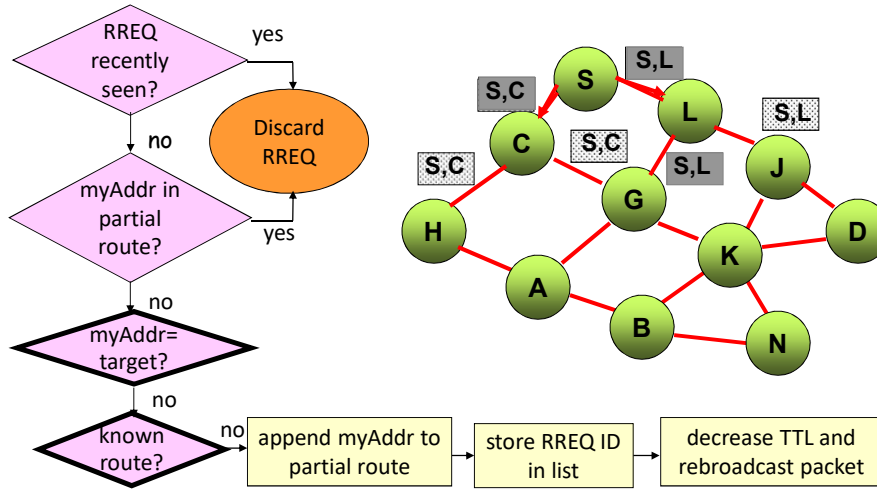 RREQ
recently
seen?
yes
no
Discard
RREQ
myAddr in
partial
route?
yes
no
myAddr=
target?
no
known
route?
no
append myAddr to
partial route
store RREQ ID
in list
decrease TTL and
rebroadcast packet
S
S,L
S,C
L
C
S,C
S,L
S,C
S,L
J
G
H
D
K
A
B
N